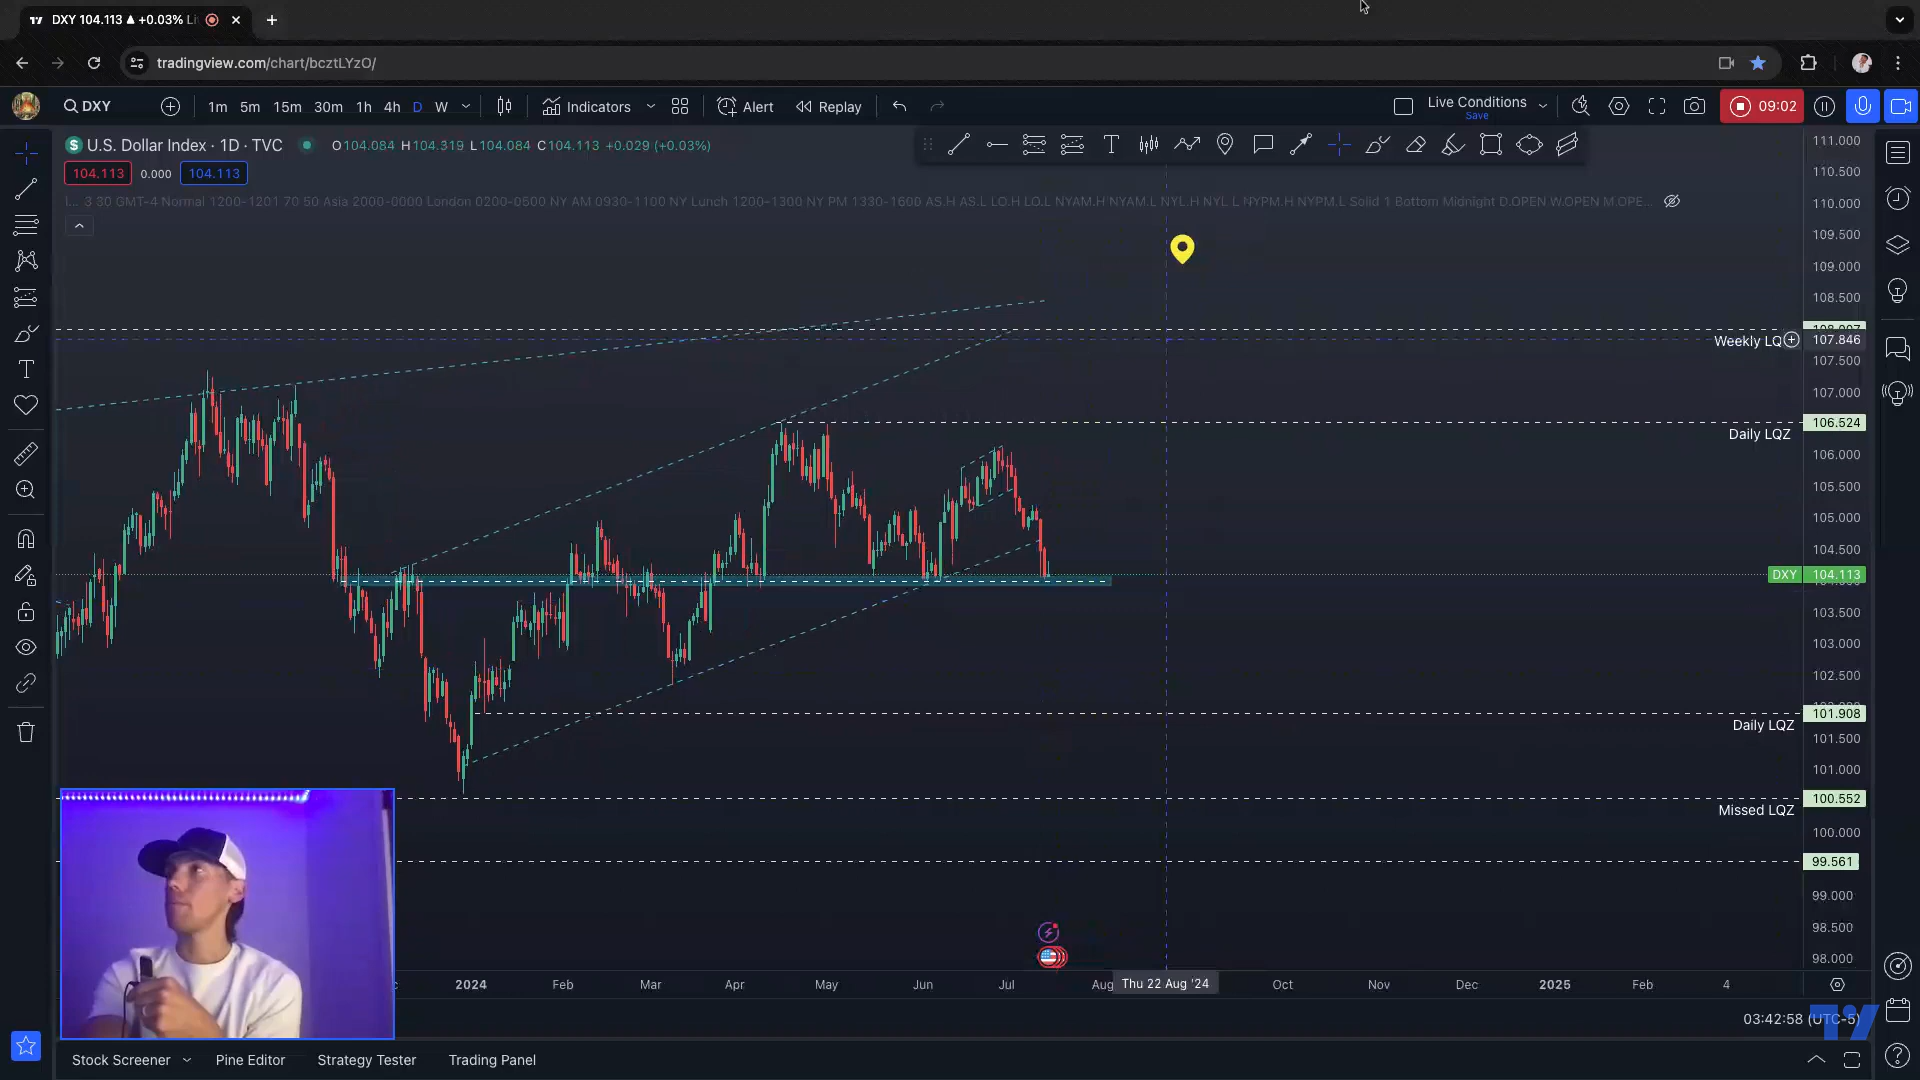 DXY 104.113 ▲ +0.03% Li
tradingview.com/chart/bcztLYzO/
DXY
1m 5m 15m 30m 1h 4h D W
Indicators
Alert
Replay
Live Conditions
Save
09:02
U.S. Dollar Index · 1D · TVC
O104.084 H104.319 L104.084 C104.113 +0.029 (+0.03%)
104.113 0.000 104.113
3 30 GMT-4 Normal 1200-1201 70 50 Asia 2000-0000 London 0200-0500 NY AM 0930-1100 NY Lunch 1200-1300 NY PM 1330-1600 AS.H AS.L LO.H LO.L NYAM.H NYAM.L NYL.H NYL.L NYPM.H NYPM.L Solid 1 Bottom Midnight D.OPEN W.OPEN M.OPE...
111.000
110.500
110.000
109.500
109.000
108.500
Weekly LQ 107.846
107.500
107.000
106.524
Daily LQZ
106.000
105.500
105.000
104.500
DXY 104.113
103.500
103.000
102.500
101.908
Daily LQZ
101.500
101.000
100.552
Missed LQZ
100.000
99.561
99.000
98.500
98.000
2024 Feb Mar Apr May Jun Jul Aug Thu 22 Aug '24 Oct Nov Dec 2025 Feb 4
03:42:58 (UTC-5)
Stock Screener Pine Editor Strategy Tester Trading Panel